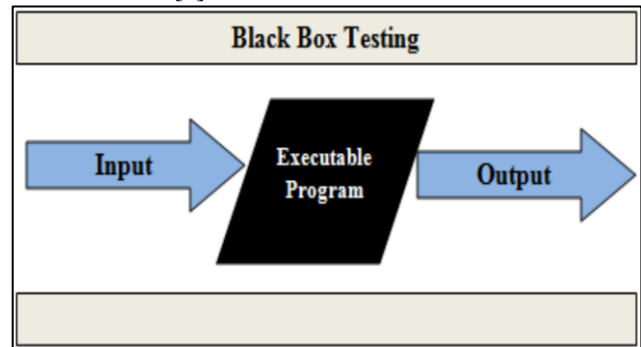 Black Box Testing
Input
Executable
Program
Output